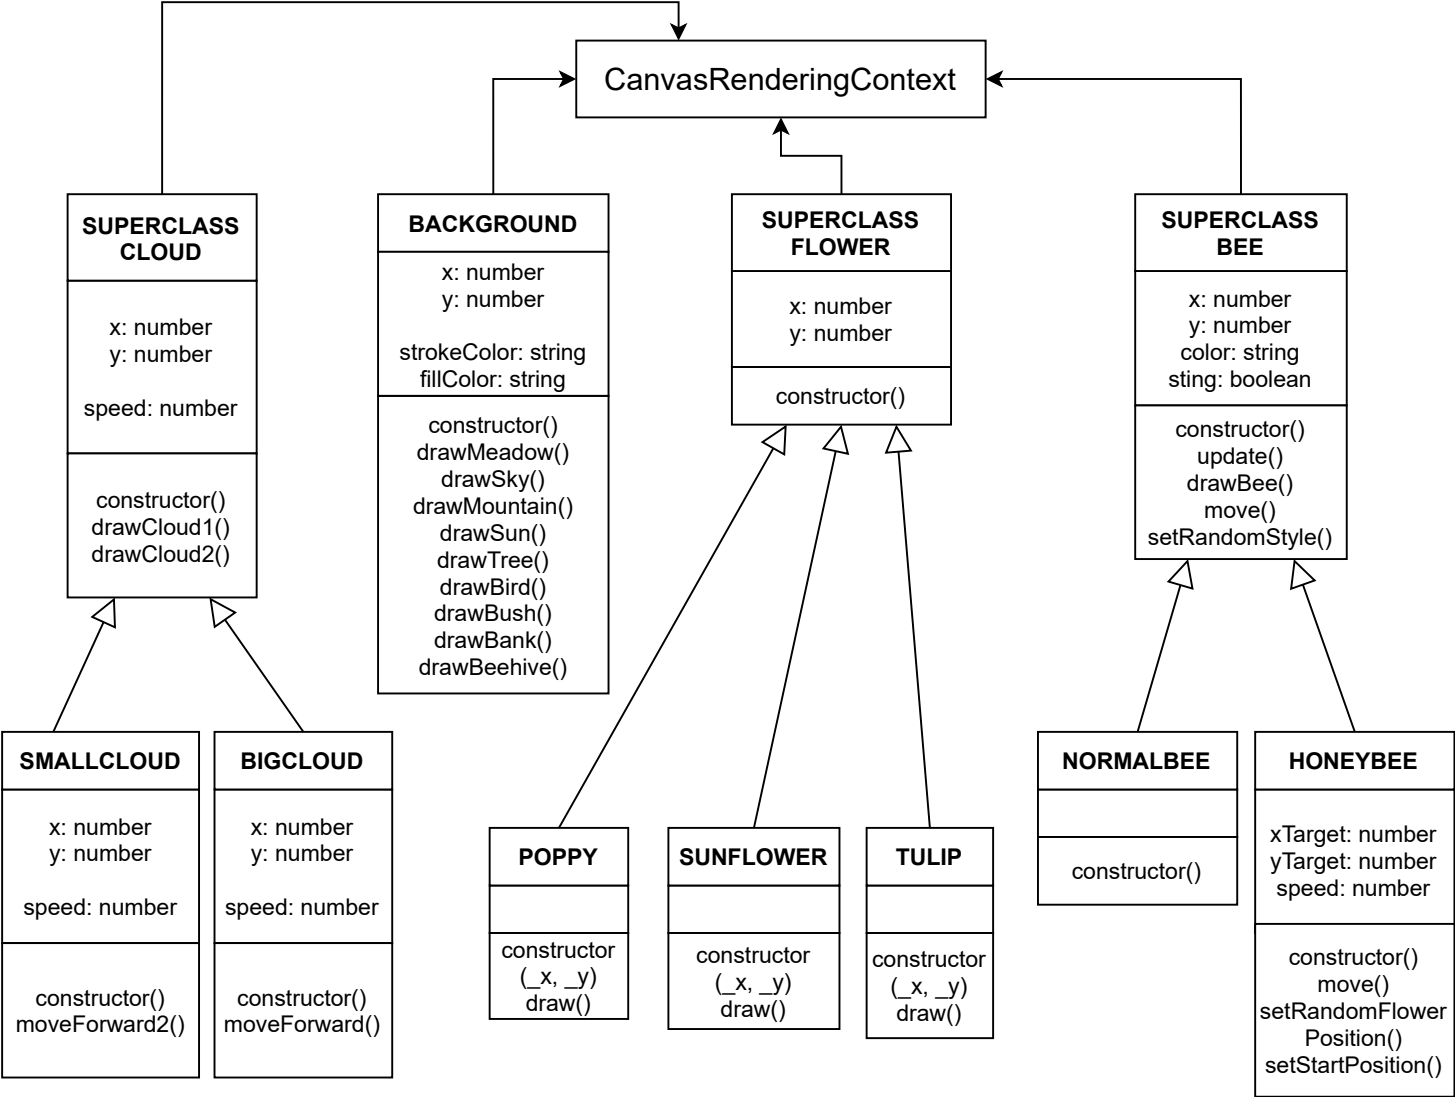 CanvasRenderingContext
SUPERCLASS
CLOUD
x: number
y: number
speed: number
constructor()
drawCloud1()
drawCloud2()
BACKGROUND
x: number
y: number
strokeColor: string
fillColor: string
constructor()
drawMeadow()
drawSky()
drawMountain()
drawSun()
drawTree()
drawBird()
drawBush()
drawBank()
drawBeehive()
SUPERCLASS
FLOWER
x: number
y: number
constructor()
SUPERCLASS
BEE
x: number
y: number
color: string
sting: boolean
constructor()
update()
drawBee()
move()
setRandomStyle()
SMALLCLOUD
x: number
y: number
speed: number
constructor()
moveForward2()
BIGCLOUD
x: number
y: number
speed: number
constructor()
moveForward()
POPPY
constructor
(_x, _y)
draw()
SUNFLOWER
constructor
(_x, _y)
draw()
TULIP
constructor
(_x, _y)
draw()
NORMALBEE
constructor()
HONEYBEE
xTarget: number
yTarget: number
speed: number
constructor()
move()
setRandomFlower
Position()
setStartPosition()